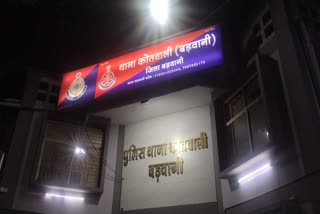 थाना कोतवाली (बड़वानी)
जिला बड़वानी
पुलिस थाना कोतवाली
बड़वानी